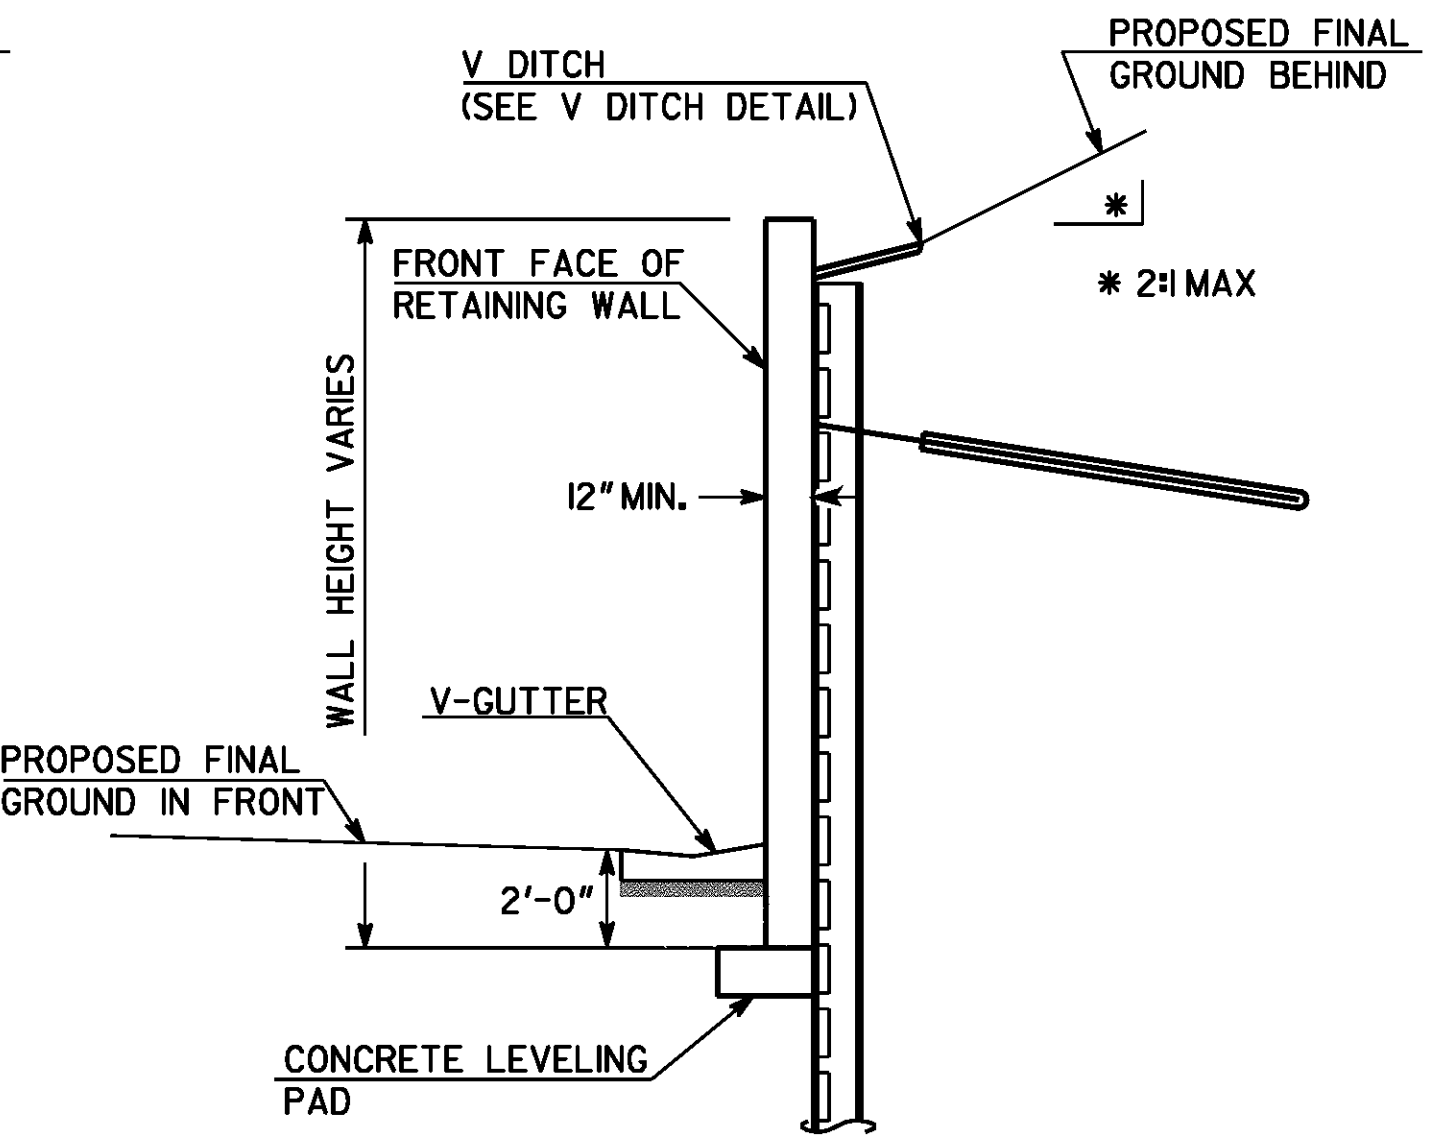 V DITCH
(SEE V DITCH DETAIL)
PROPOSED FINAL
GROUND BEHIND
*
* 2:1 MAX
FRONT FACE OF
RETAINING WALL
WALL HEIGHT VARIES
12" MIN.
V-GUTTER
PROPOSED FINAL
GROUND IN FRONT
2'-0"
CONCRETE LEVELING
PAD